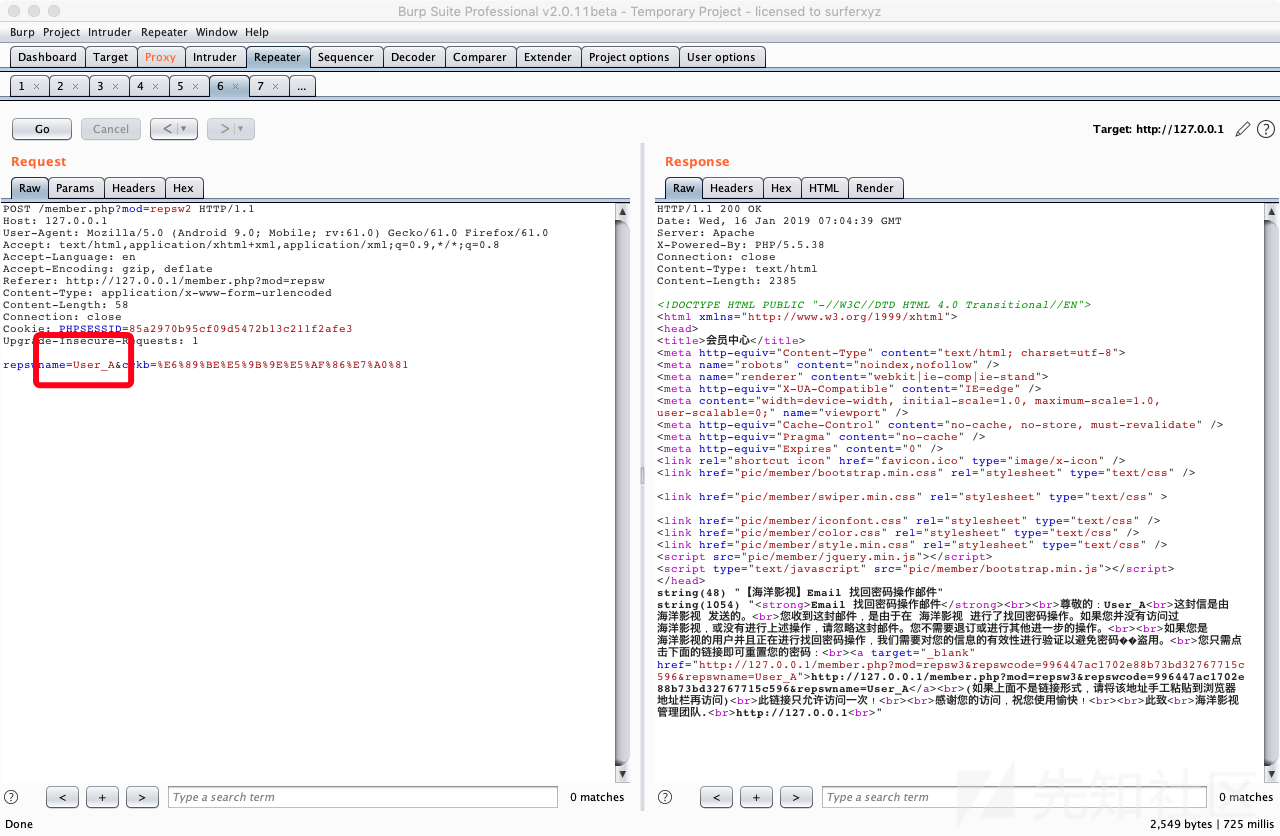 Burp Suite Professional v2.0.11beta - Temporary Project - licensed to surferxyz
Burp Project Intruder Repeater Window Help
Dashboard Target Proxy Intruder Repeater Sequencer Decoder Comparer Extender Project options User options
1 × 2 × 3 × 4 × 5 × 6 × 7 × ...
Go Cancel < ▼ > ▼ Target: http://127.0.0.1 ?
Request
Raw Params Headers Hex
POST /member.php?mod=repsw2 HTTP/1.1
Host: 127.0.0.1
User-Agent: Mozilla/5.0 (Android 9.0; Mobile; rv:61.0) Gecko/61.0 Firefox/61.0
Accept: text/html,application/xhtml+xml,application/xml;q=0.9,*/*;q=0.8
Accept-Language: en
Accept-Encoding: gzip, deflate
Referer: http://127.0.0.1/member.php?mod=repsw
Content-Type: application/x-www-form-urlencoded
Content-Length: 58
Connection: close
Cookie: PHPSESSID=85a2970b95cf09d5472b13c211f2afe3
Upgrade-Insecure-Requests: 1
repswname=User_A&cckb=%E6%89%BE%E5%9B%9E%E5%AF%86%E7%A0%81
? < + > Type a search term 0 matches
Response
Raw Headers Hex HTML Render
HTTP/1.1 200 OK
Date: Wed, 16 Jan 2019 07:04:39 GMT
Server: Apache
X-Powered-By: PHP/5.5.38
Connection: close
Content-Type: text/html
Content-Length: 2385
<!DOCTYPE HTML PUBLIC "-//W3C//DTD HTML 4.0 Transitional//EN">
<html xmlns="http://www.w3.org/1999/xhtml">
<head>
<title>会员中心</title>
<meta http-equiv="Content-Type" content="text/html; charset=utf-8">
<meta name="robots" content="noindex,nofollow" />
<meta name="renderer" content="webkit|ie-comp|ie-stand">
<meta http-equiv="X-UA-Compatible" content="IE=edge" />
<meta content="width=device-width, initial-scale=1.0, maximum-scale=1.0,
user-scalable=0;" name="viewport" />
<meta http-equiv="Cache-Control" content="no-cache, no-store, must-revalidate" />
<meta http-equiv="Pragma" content="no-cache" />
<meta http-equiv="Expires" content="0" />
<link rel="shortcut icon" href="favicon.ico" type="image/x-icon" />
<link href="pic/member/bootstrap.min.css" rel="stylesheet" type="text/css" />
<link href="pic/member/swiper.min.css" rel="stylesheet" type="text/css" >
<link href="pic/member/iconfont.css" rel="stylesheet" type="text/css" />
<link href="pic/member/color.css" rel="stylesheet" type="text/css" />
<link href="pic/member/style.min.css" rel="stylesheet" type="text/css" />
<script src="pic/member/jquery.min.js"></script>
<script type="text/javascript" src="pic/member/bootstrap.min.js"></script>
</head>
string(48) "【海洋影视】Email 找回密码操作邮件"
string(1054) "<strong>Email 找回密码操作邮件</strong><br><br>尊敬的：User_A<br>这封信是由
海洋影视 发送的。<br>您收到这封邮件，是由于在 海洋影视 进行了找回密码操作。如果您并没有访问过
海洋影视，或没有进行上述操作，请忽略这封邮件。您不需要退订或进行其他进一步的操作。<br><br>如果您是
海洋影视的用户并且正在进行找回密码操作，我们需要对您的信息的有效性进行验证以避免密码��盗用。<br>您只需点
击下面的链接即可重置您的密码：<br><a target="_blank"
href="http://127.0.0.1/member.php?mod=repsw3&repswcode=996447ac1702e88b73bd32767715c
596&repswname=User_A">http://127.0.0.1/member.php?mod=repsw3&repswcode=996447ac1702e
88b73bd32767715c596&repswname=User_A</a><br>(如果上面不是链接形式，请将该地址手工粘贴到浏览器
地址栏再访问)<br>此链接只允许访问一次！<br><br>感谢您的访问，祝您使用愉快！<br><br>此致<br>海洋影视
管理团队.<br>http://127.0.0.1<br>"
? < + > Type a search term 0 matches
先知社区
Done 2,549 bytes | 725 millis